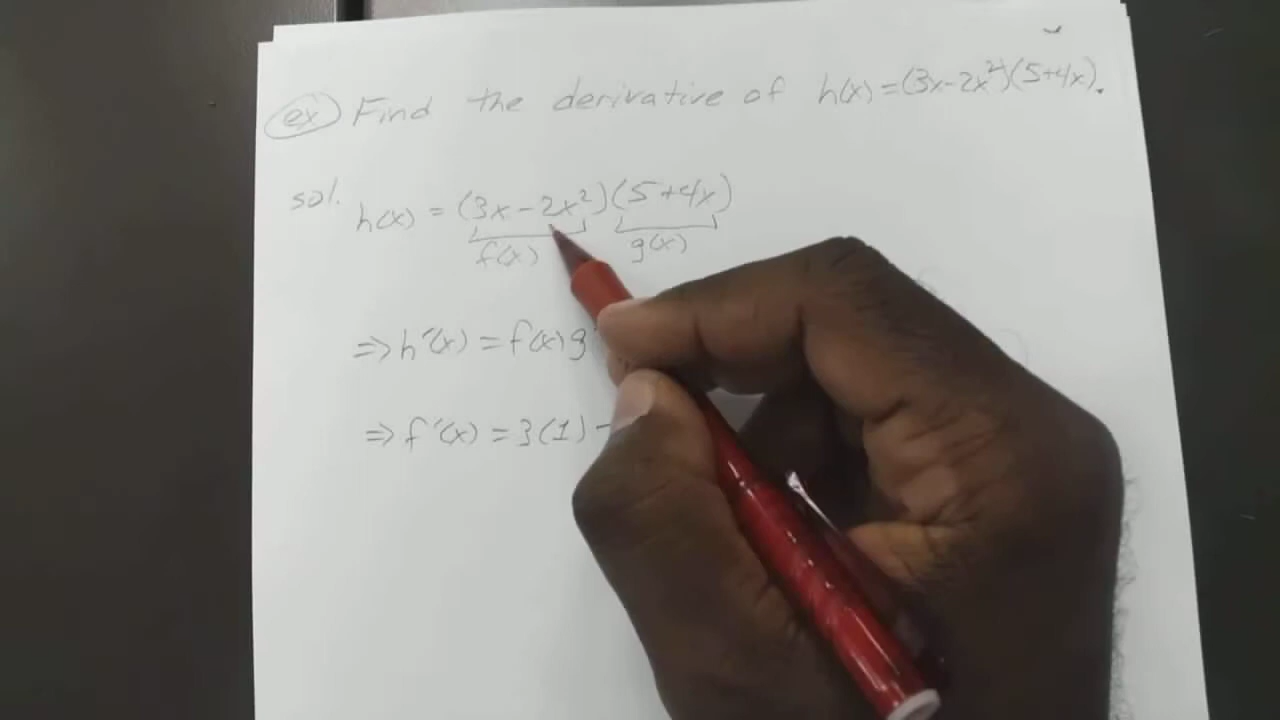 ex Find the derivative of h(x)=(3x-2x²)(5+4x).
sol. h(x) = (3x-2x²)(5+4x)
f(x) g(x)
⇒ h'(x) = f(x)g'
⇒ f'(x) = 3(1) -